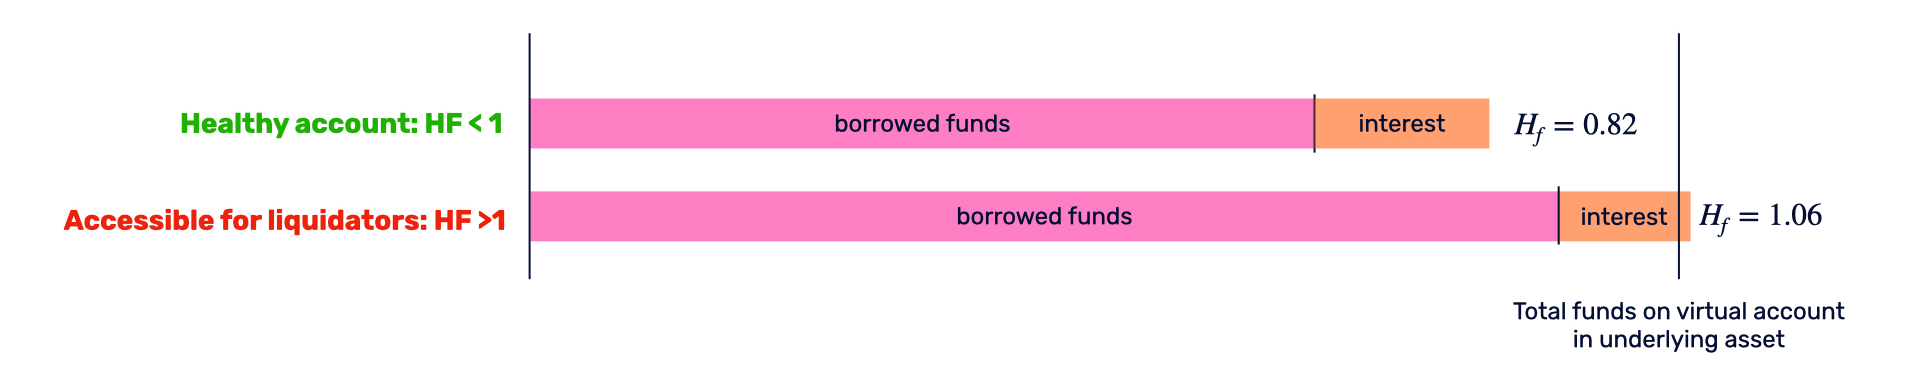 Healthy account: HF < 1
borrowed funds
interest
H_f = 0.82
Accessible for liquidators: HF >1
borrowed funds
interest
H_f = 1.06
Total funds on virtual account
in underlying asset